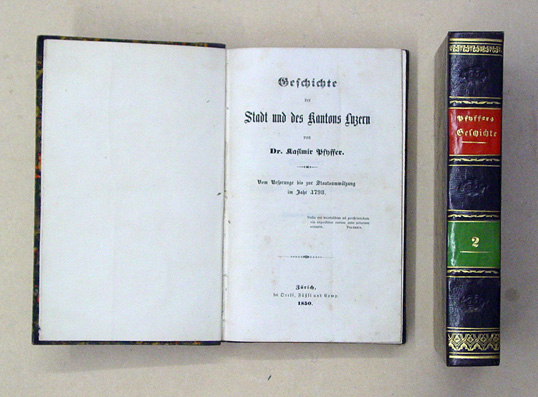 Geschichte
der
Stadt und des Kantons Luzern
von
Dr. Kasimir Pfyffer.
Vom Ursprunge bis zur Staatsumwälzung
im Jahr 1798.
Zürich,
bei Orell, Füßli und Comp.
1850.
Pfyffers
Geschichte
2